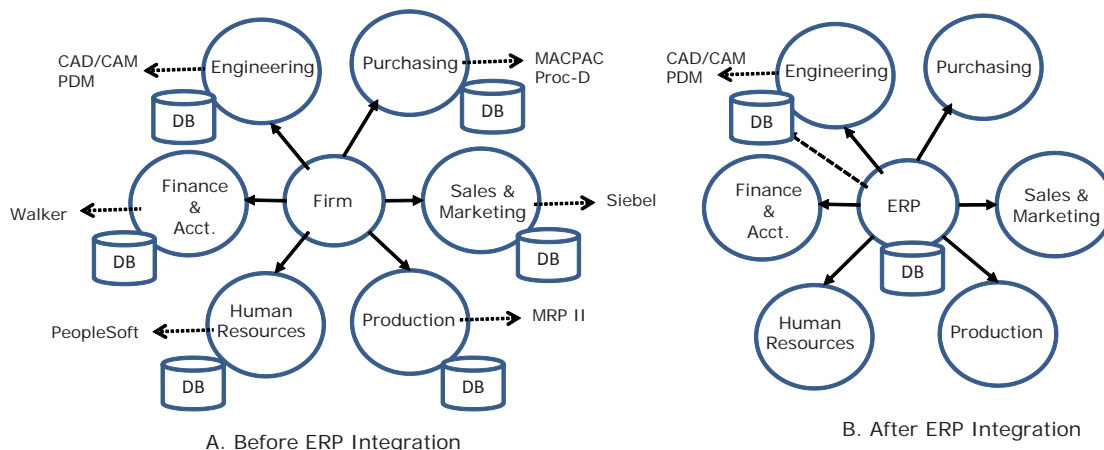 CAD/CAM
PDM
Engineering
DB
Purchasing
MACPAC
Proc-D
DB
Walker
Finance
&
Acct.
DB
Firm
Sales &
Marketing
Siebel
DB
PeopleSoft
Human
Resources
DB
Production
MRP II
DB
A. Before ERP Integration
CAD/CAM
PDM
Engineering
DB
Purchasing
Finance
&
Acct.
ERP
DB
Sales &
Marketing
Human
Resources
Production
B. After ERP Integration